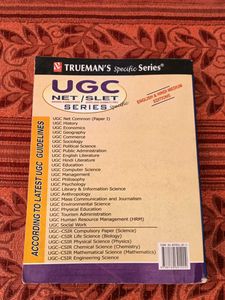 TRUEMAN'S Specific Series®
UGC
NET/SLET
SERIES
Specific
ENGLISH & HINDI MEDIUM
EDITIONS
ACCORDING TO LATEST UGC GUIDELINES
UGC Net Common (Paper I)
UGC History
UGC Economics
UGC Geography
UGC Commerce
UGC Sociology
UGC Political Science
UGC Public Administration
UGC English Literature
UGC Hindi Literature
UGC Education
UGC Computer Science
UGC Management
UGC Philosophy
UGC Psychology
UGC Library & Information Science
UGC Anthropology
UGC Mass Communication and Journalism
UGC Environmental Science
UGC Physical Education
UGC Tourism Administration
UGC Human Resource Management (HRM)
UGC Social Work
UGC-CSIR Compulsory Paper (Science)
UGC-CSIR Life Science (Biology)
UGC-CSIR Physical Science (Physics)
UGC-CSIR Chemical Science (Chemistry)
UGC-CSIR Mathematical Science (Mathematics)
UGC-CSIR Engineering Science